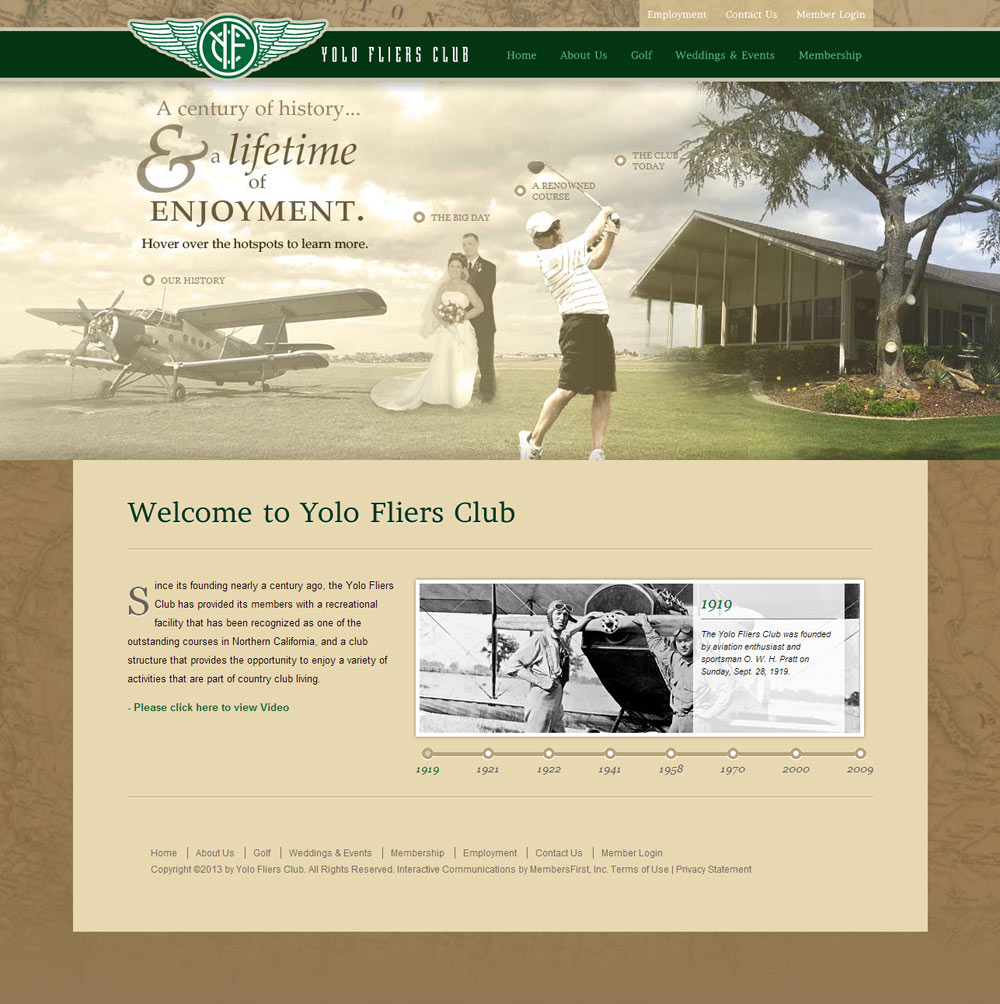 Employment Contact Us Member Login
YF
YOLO FLIERS CLUB
Home About Us Golf Weddings & Events Membership
A century of history...
& a lifetime
of
ENJOYMENT.
Hover over the hotspots to learn more.
THE CLUB
TODAY
A RENOWNED
COURSE
THE BIG DAY
OUR HISTORY
Welcome to Yolo Fliers Club
Since its founding nearly a century ago, the Yolo Fliers
Club has provided its members with a recreational
facility that has been recognized as one of the
outstanding courses in Northern California, and a club
structure that provides the opportunity to enjoy a variety of
activities that are part of country club living.
- Please click here to view Video
1919
The Yolo Fliers Club was founded
by aviation enthusiast and
sportsman O. W. H. Pratt on
Sunday, Sept. 28, 1919.
1919 1921 1922 1941 1958 1970 2000 2009
Home | About Us | Golf | Weddings & Events | Membership | Employment | Contact Us | Member Login
Copyright ©2013 by Yolo Fliers Club. All Rights Reserved. Interactive Communications by MembersFirst, Inc. Terms of Use | Privacy Statement